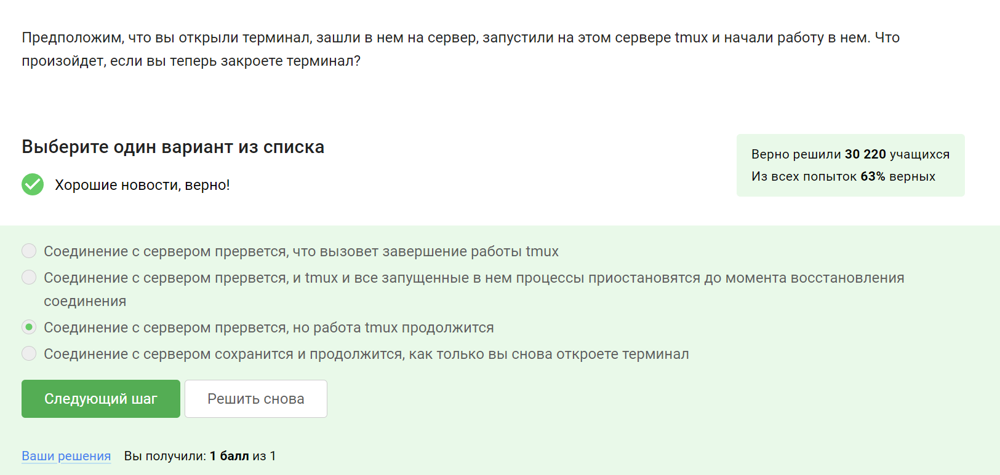 Предположим, что вы открыли терминал, зашли в нем на сервер, запустили на этом сервере tmux и начали работу в нем. Что
произойдет, если вы теперь закроете терминал?
Выберите один вариант из списка
Верно решили 30 220 учащихся
Из всех попыток 63% верных
Хорошие новости, верно!
Соединение с сервером прервется, что вызовет завершение работы tmux
Соединение с сервером прервется, и tmux и все запущенные в нем процессы приостановятся до момента восстановления
соединения
Соединение с сервером прервется, но работа tmux продолжится
Соединение с сервером сохранится и продолжится, как только вы снова откроете терминал
Следующий шаг Решить снова
Ваши решения Вы получили: 1 балл из 1